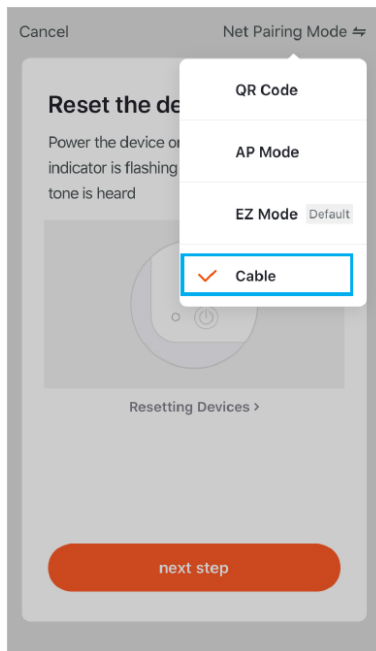 Cancel
Net Pairing Mode ⇋
Reset the de
Power the device or
indicator is flashing
tone is heard
QR Code
AP Mode
EZ Mode Default
Cable
Resetting Devices >
next step